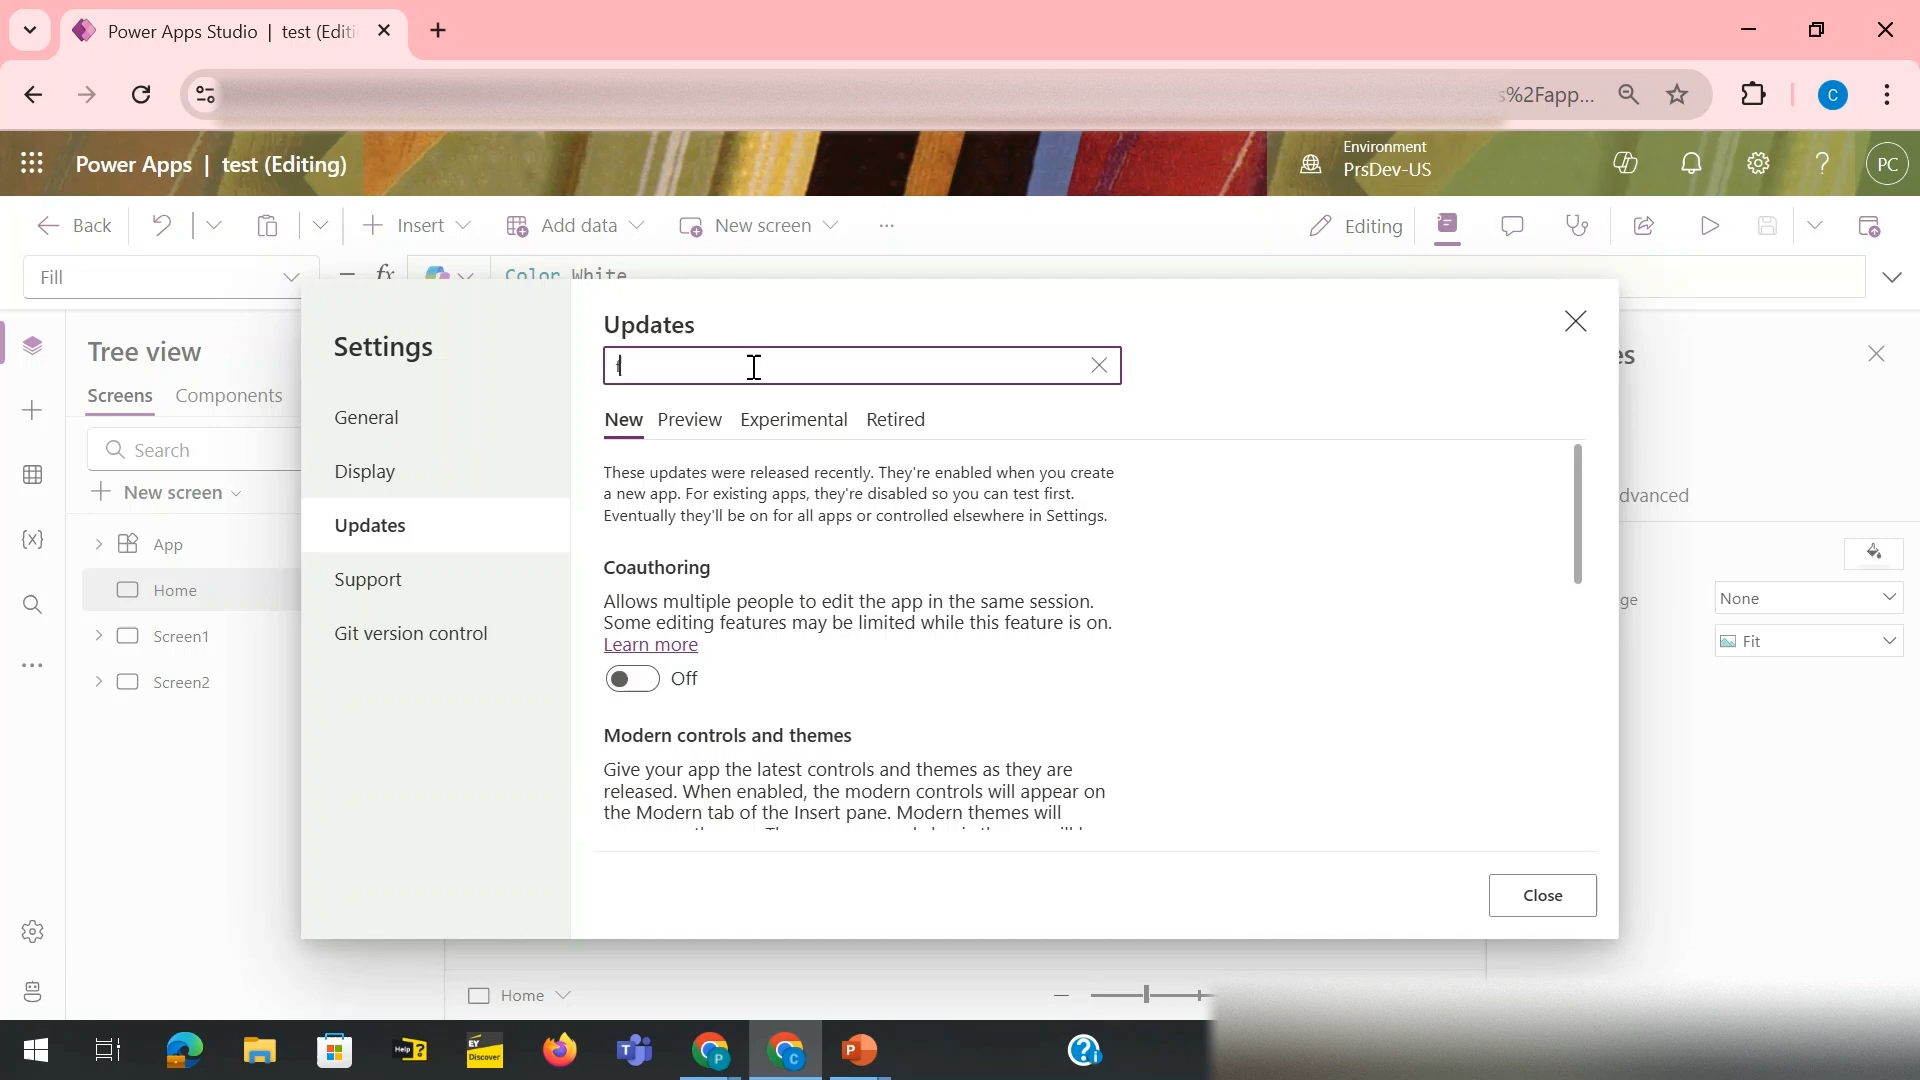 Power Apps Studio | test (Editi
s%2Fapp...
C
Power Apps | test (Editing)
Environment
PrsDev-US
PC
Back
Insert
Add data
New screen
...
Editing
Fill
= fx
Color.White
Tree view
Screens
Components
Search
New screen
App
Home
Screen1
Screen2
Settings
General
Display
Updates
Support
Git version control
Updates
f
New
Preview
Experimental
Retired
These updates were released recently. They're enabled when you create
a new app. For existing apps, they're disabled so you can test first.
Eventually they'll be on for all apps or controlled elsewhere in Settings.
Coauthoring
Allows multiple people to edit the app in the same session.
Some editing features may be limited while this feature is on.
Learn more
Off
Modern controls and themes
Give your app the latest controls and themes as they are
released. When enabled, the modern controls will appear on
the Modern tab of the Insert pane. Modern themes will
Close
es
dvanced
ge
None
Fit
Home
Help ?
EY
Discover
T
P
C
P